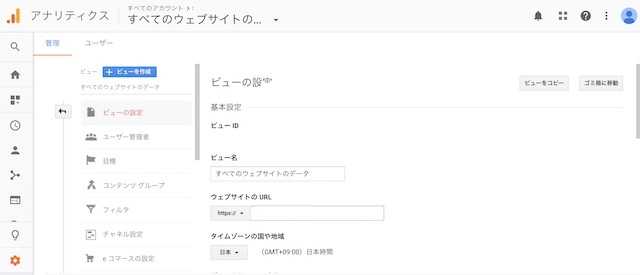 アナリティクス
すべてのアカウント >
すべてのウェブサイトの...
管理
ユーザー
ビュー
+ ビューを作成
すべてのウェブサイトのデータ
ビューの設定
ユーザー管理者
目標
コンテンツ グループ
フィルタ
チャネル設定
e コマースの設定
ビューの設定
ビューをコピー
ゴミ箱に移動
基本設定
ビュー ID
ビュー名
すべてのウェブサイトのデータ
ウェブサイトの URL
https://
タイムゾーンの国や地域
日本
(GMT+09:00) 日本時間